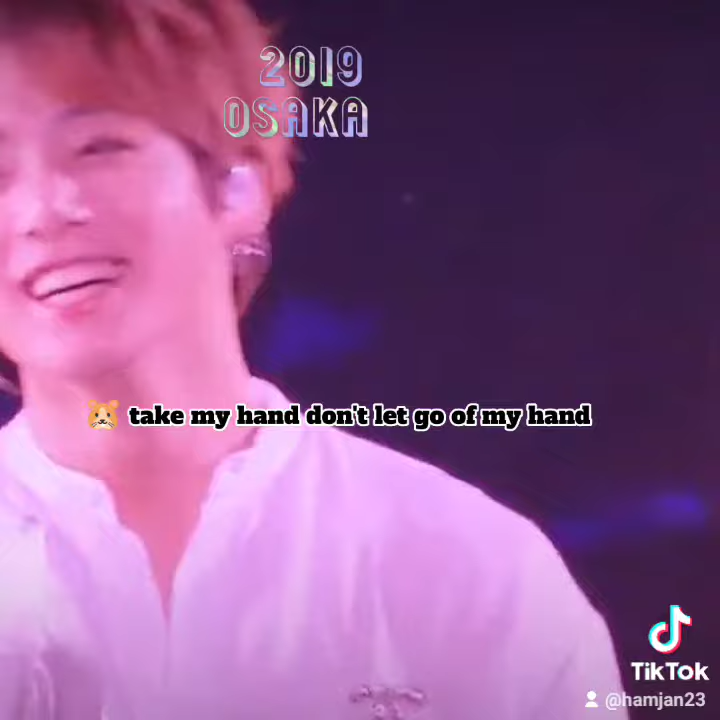 2019
OSAKA
🐹 take my hand don't let go of my hand
TikTok
@hamjan23